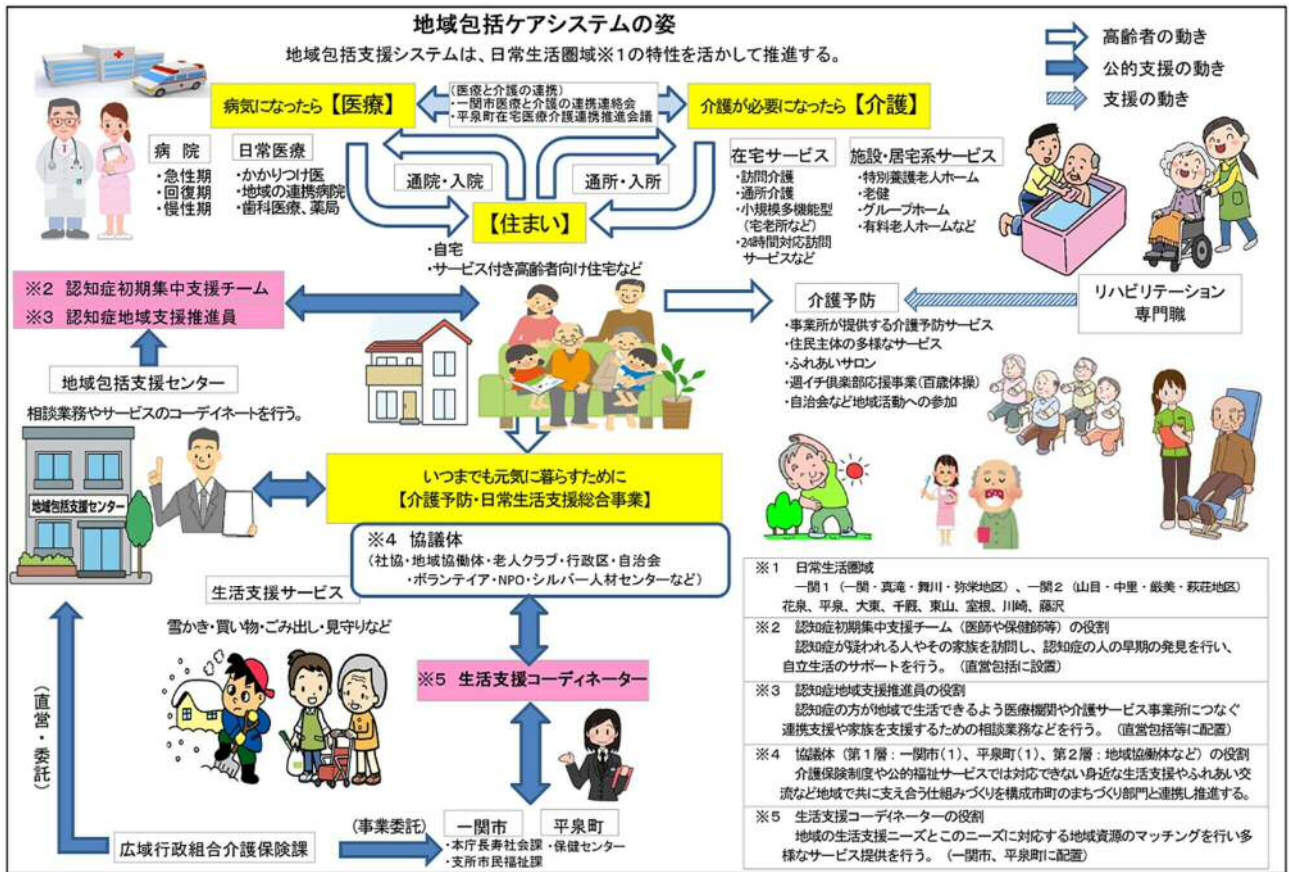 地域包括ケアシステムの姿
地域包括支援システムは、日常生活圏域※1の特性を活かして推進する。
高齢者の動き
公的支援の動き
支援の動き
病気になったら【医療】
(医療と介護の連携)
・一関市医療と介護の連携連絡会
・平泉町在宅医療介護連携推進会議
介護が必要になったら【介護】
病院
・急性期
・回復期
・慢性期
日常医療
・かかりつけ医
・地域の連携病院
・歯科医療、薬局
通院・入院
通所・入所
在宅サービス
・訪問介護
・通所介護
・小規模多機能型
(宅老所など)
・24時間対応訪問
サービスなど
施設・居宅系サービス
・特別養護老人ホーム
・老健
・グループホーム
・有料老人ホームなど
【住まい】
・自宅
・サービス付き高齢者向け住宅など
※2 認知症初期集中支援チーム
※3 認知症地域支援推進員
介護予防
・事業所が提供する介護予防サービス
・住民主体の多様なサービス
・ふれあいサロン
・週イチ倶楽部応援事業(百歳体操)
・自治会など地域活動への参加
リハビリテーション
専門職
地域包括支援センター
相談業務やサービスのコーデイネートを行う。
地域包括支援センター
いつまでも元気に暮らすために
【介護予防・日常生活支援総合事業】
※4 協議体
(社協・地域協働体・老人クラブ・行政区・自治会
・ボランテイア・NPO・シルバー人材センターなど)
生活支援サービス
雪かき・買い物・ごみ出し・見守りなど
※5 生活支援コーディネーター
(直営・委託)
広域行政組合介護保険課
(事業委託)
一関市
・本庁長寿社会課
・支所市民福祉課
平泉町
・保健センター
※1 日常生活圏域
一関1(一関・真滝・舞川・弥栄地区)、一関2(山目・中里・厳美・萩荘地区)
花泉、平泉、大東、千厩、東山、室根、川崎、藤沢
※2 認知症初期集中支援チーム(医師や保健師等)の役割
認知症が疑われる人やその家族を訪問し、認知症の人の早期の発見を行い、
自立生活のサポートを行う。(直営包括に設置)
※3 認知症地域支援推進員の役割
認知症の方が地域で生活できるよう医療機関や介護サービス事業所につなぐ
連携支援や家族を支援するための相談業務などを行う。(直営包括等に配置)
※4 協議体(第1層:一関市(1)、平泉町(1)、第2層:地域協働体など)の役割
介護保険制度や公的福祉サービスでは対応できない身近な生活支援やふれあい交
流など地域で共に支え合う仕組みづくりを構成市町のまちづくり部門と連携し推進する。
※5 生活支援コーディネーターの役割
地域の生活支援ニーズとこのニーズに対応する地域資源のマッチングを行い多
様なサービス提供を行う。(一関市、平泉町に配置)